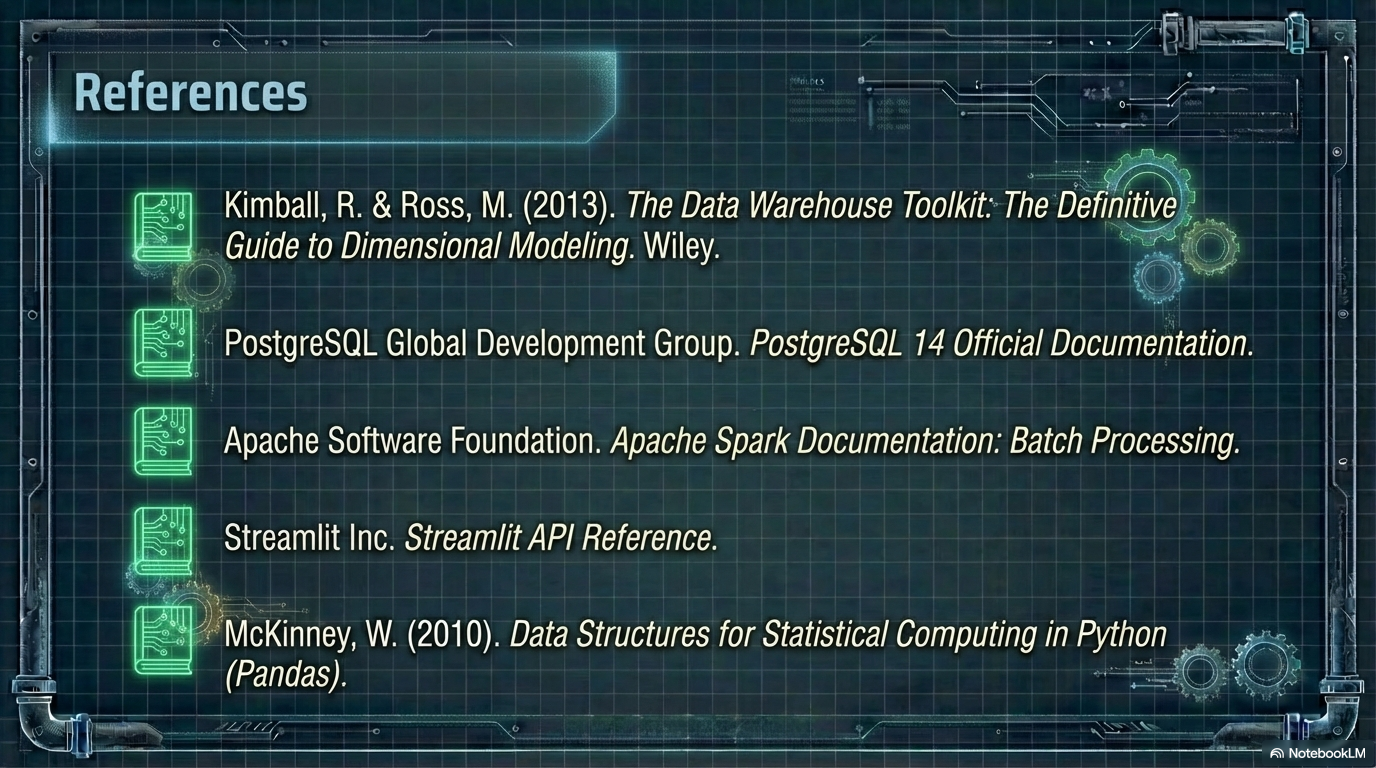 References
Kimball, R. & Ross, M. (2013). The Data Warehouse Toolkit: The Definitive
Guide to Dimensional Modeling. Wiley.
PostgreSQL Global Development Group. PostgreSQL 14 Official Documentation.
Apache Software Foundation. Apache Spark Documentation: Batch Processing.
Streamlit Inc. Streamlit API Reference.
McKinney, W. (2010). Data Structures for Statistical Computing in Python
(Pandas).
NotebookLM